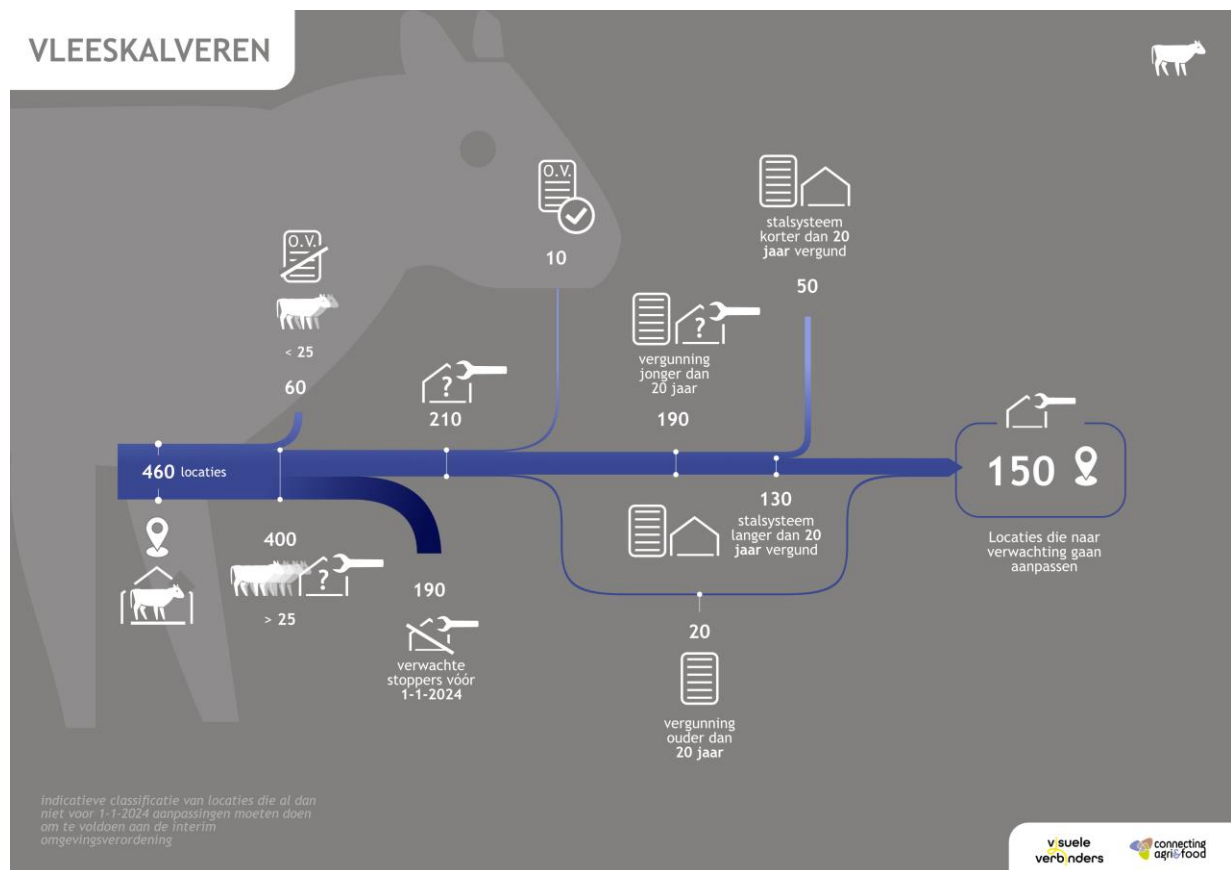 VLEESKALVEREN
O.V.
< 25
60
O.V.
10
stalsysteem
korter dan 20
jaar vergund
50
?
vergunning
jonger dan
20 jaar
190
?
210
460 locaties
400
?
> 25
190
verwachte
stoppers vóór
1-1-2024
130
stalsysteem
langer dan 20
jaar vergund
20
vergunning
ouder dan
20 jaar
150
Locaties die naar
verwachting gaan
aanpassen
indicatieve classificatie van locaties die al dan
niet voor 1-1-2024 aanpassingen moeten doen
om te voldoen aan de interim
omgevingsverordening
visuele
verbinders
connecting
agri&food